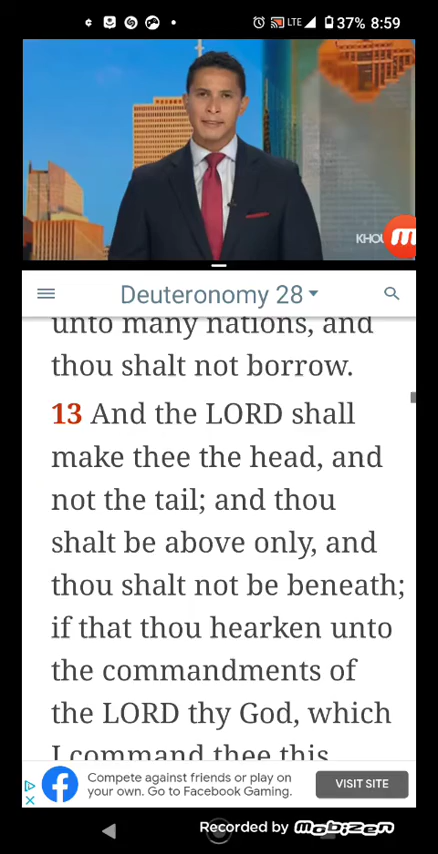 LTE 37% 8:59
KHOU
Deuteronomy 28
unto many nations, and
thou shalt not borrow.
13 And the LORD shall
make thee the head, and
not the tail; and thou
shalt be above only, and
thou shalt not be beneath;
if that thou hearken unto
the commandments of
the LORD thy God, which
I command thee this
Compete against friends or play on
your own. Go to Facebook Gaming.
VISIT SITE
Recorded by mobizen